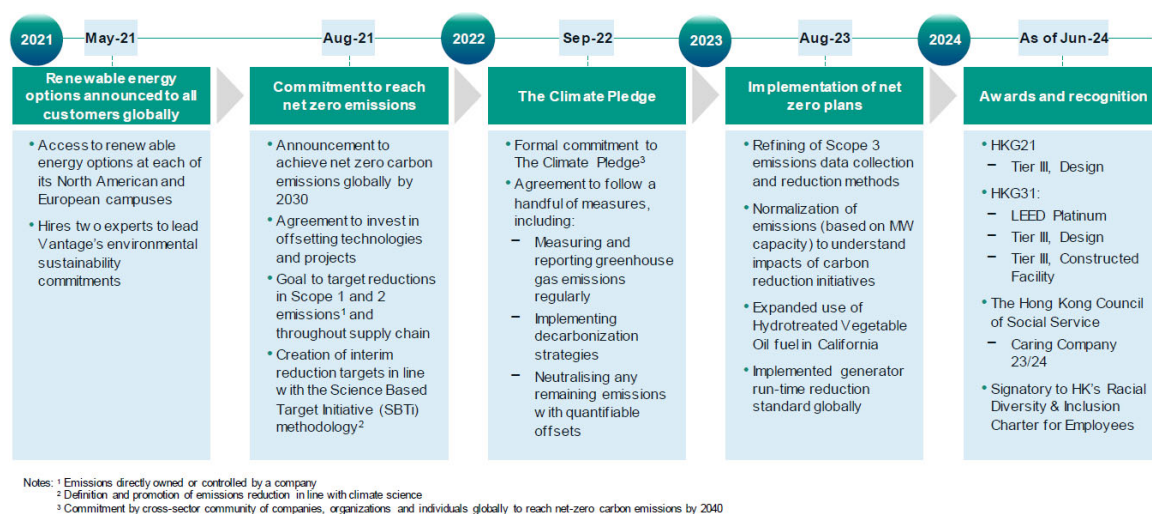 2021
May-21
Aug-21
2022
Sep-22
2023
Aug-23
2024
As of Jun-24
Renewable energy
options announced to all
customers globally
• Access to renewable
energy options at each of
its North American and
European campuses
• Hires two experts to lead
Vantage's environmental
sustainability
commitments
Commitment to reach
net zero emissions
• Announcement to
achieve net zero carbon
emissions globally by
2030
• Agreement to invest in
offsetting technologies
and projects
• Goal to target reductions
in Scope 1 and 2
emissions¹ and
throughout supply chain
• Creation of interim
reduction targets in line
with the Science Based
Target Initiative (SBTi)
methodology²
The Climate Pledge
• Formal commitment to
The Climate Pledge³
• Agreement to follow a
handful of measures,
including:
− Measuring and
reporting greenhouse
gas emissions
regularly
− Implementing
decarbonization
strategies
− Neutralising any
remaining emissions
with quantifiable
offsets
Implementation of net
zero plans
• Refining of Scope 3
emissions data collection
and reduction methods
• Normalization of
emissions (based on MW
capacity) to understand
impacts of carbon
reduction initiatives
• Expanded use of
Hydrotreated Vegetable
Oil fuel in California
• Implemented generator
run-time reduction
standard globally
Awards and recognition
• HKG21
− Tier III, Design
• HKG31:
− LEED Platinum
− Tier III, Design
− Tier III, Constructed
Facility
• The Hong Kong Council
of Social Service
− Caring Company
23/24
• Signatory to HK's Racial
Diversity & Inclusion
Charter for Employees
Notes: ¹ Emissions directly owned or controlled by a company
² Definition and promotion of emissions reduction in line with climate science
³ Commitment by cross-sector community of companies, organizations and individuals globally to reach net-zero carbon emissions by 2040